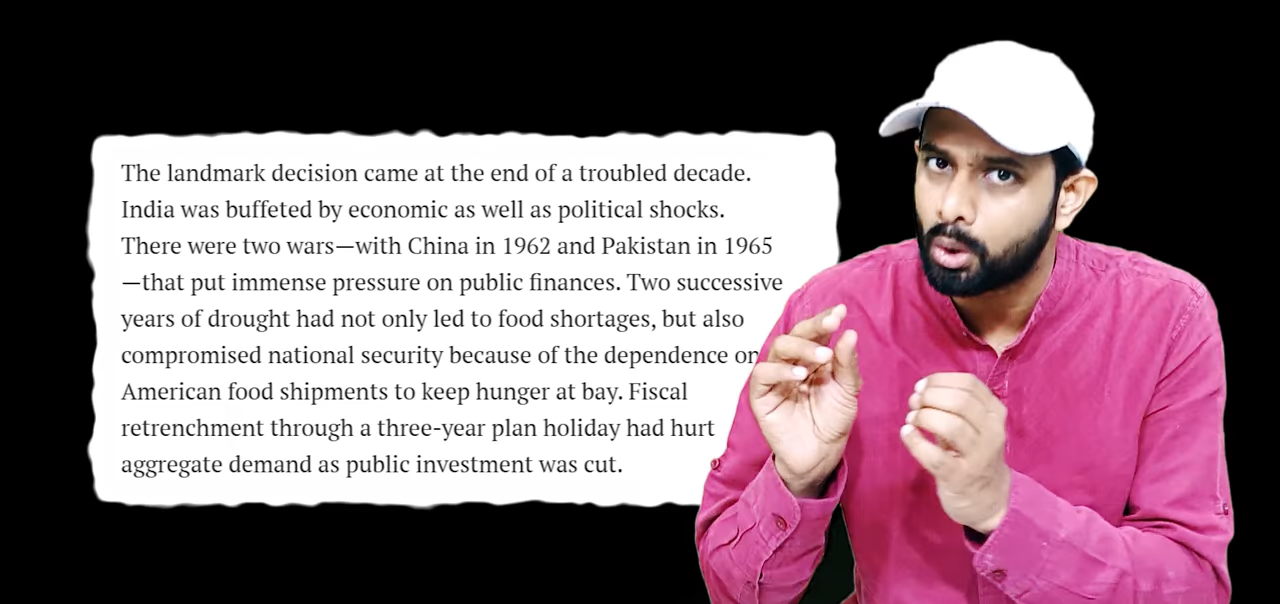 The landmark decision came at the end of a troubled decade.
India was buffeted by economic as well as political shocks.
There were two wars—with China in 1962 and Pakistan in 1965
—that put immense pressure on public finances. Two successive
years of drought had not only led to food shortages, but also
compromised national security because of the dependence on
American food shipments to keep hunger at bay. Fiscal
retrenchment through a three-year plan holiday had hurt
aggregate demand as public investment was cut.